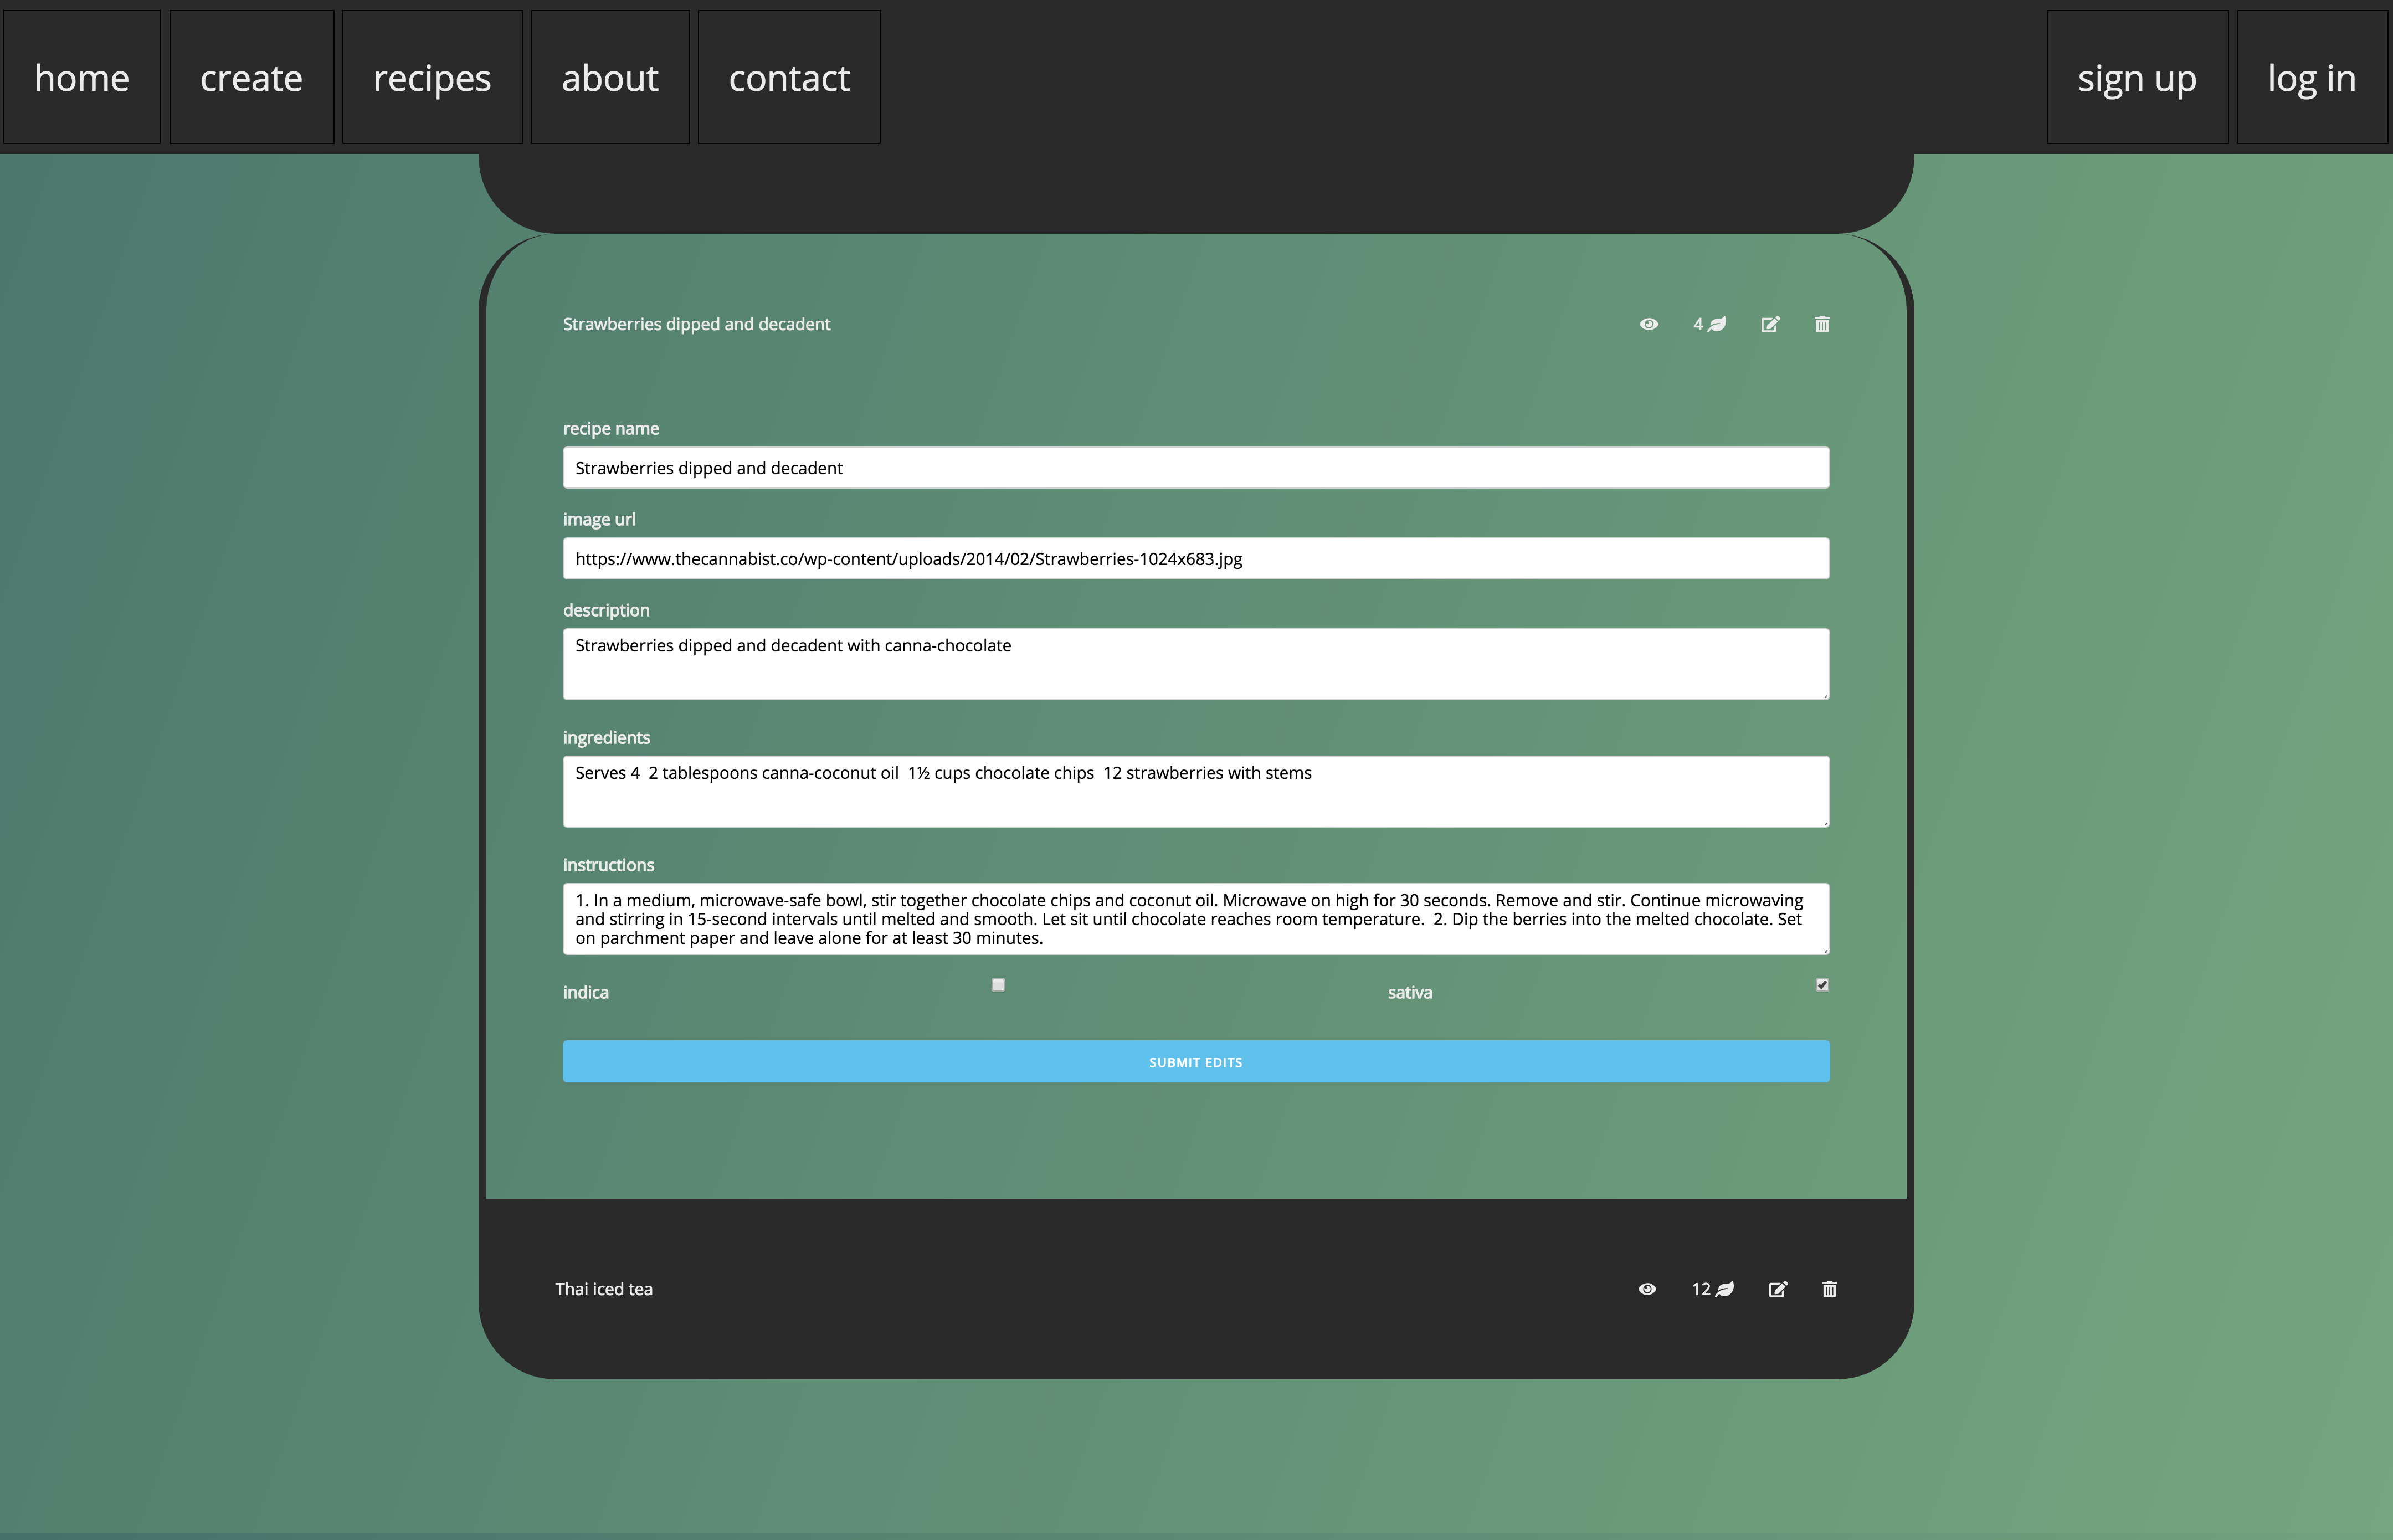 home create recipes about contact sign up log in
Strawberries dipped and decadent 4
recipe name
Strawberries dipped and decadent
image url
https://www.thecannabist.co/wp-content/uploads/2014/02/Strawberries-1024x683.jpg
description
Strawberries dipped and decadent with canna-chocolate
ingredients
Serves 4  2 tablespoons canna-coconut oil  1½ cups chocolate chips  12 strawberries with stems
instructions
1. In a medium, microwave-safe bowl, stir together chocolate chips and coconut oil. Microwave on high for 30 seconds. Remove and stir. Continue microwaving
and stirring in 15-second intervals until melted and smooth. Let sit until chocolate reaches room temperature.  2. Dip the berries into the melted chocolate. Set
on parchment paper and leave alone for at least 30 minutes.
indica sativa
SUBMIT EDITS
Thai iced tea 12